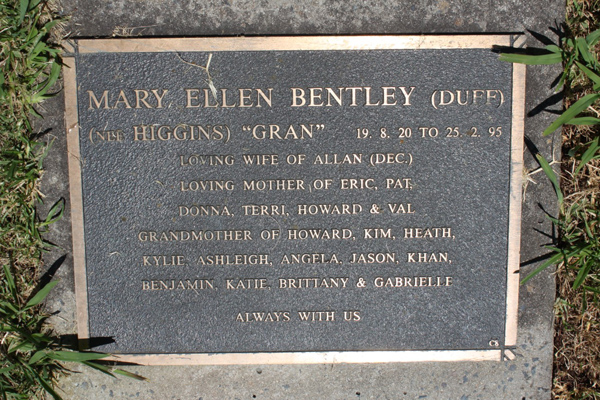 MARY ELLEN BENTLEY (DUFF)
(NEE HIGGINS) "GRAN" 19. 8. 20 TO 25. 2. 95
LOVING WIFE OF ALLAN (DEC.)
LOVING MOTHER OF ERIC, PAT,
DONNA, TERRI, HOWARD & VAL
GRANDMOTHER OF HOWARD, KIM, HEATH,
KYLIE, ASHLEIGH, ANGELA, JASON, KHAN,
BENJAMIN, KATIE, BRITTANY & GABRIELLE
ALWAYS WITH US
CB